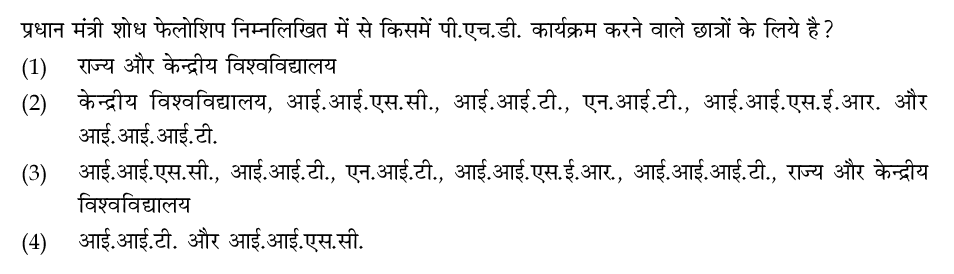 प्रधान मंत्री शोध फेलोशिप निम्नलिखित में से किसमें पी.एच.डी. कार्यक्रम करने वाले छात्रों के लिये है ?
(1) राज्य और केन्द्रीय विश्वविद्यालय
(2) केन्द्रीय विश्वविद्यालय, आई.आई.एस.सी., आई.आई.टी., एन.आई.टी., आई.आई.एस.ई.आर. और
आई.आई.आई.टी.
(3) आई.आई.एस.सी., आई.आई.टी., एन.आई.टी., आई.आई.एस.ई.आर., आई.आई.आई.टी., राज्य और केन्द्रीय
विश्वविद्यालय
(4) आई.आई.टी. और आई.आई.एस.सी.